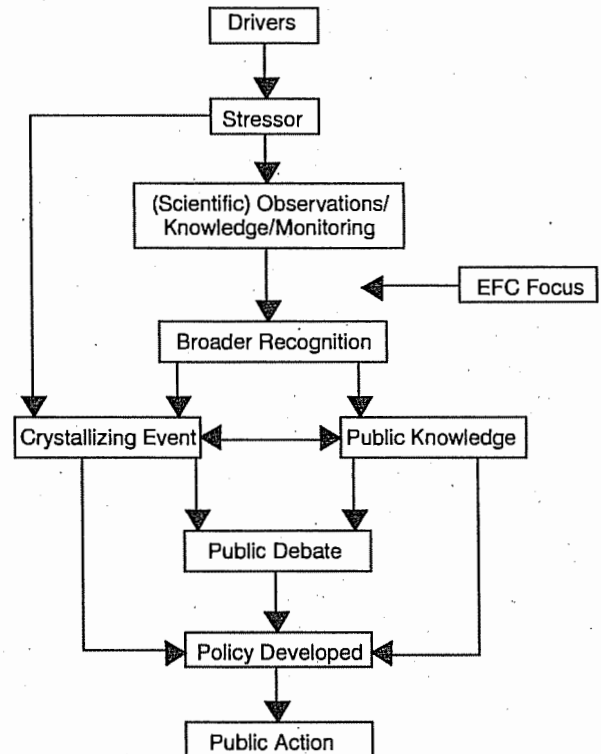 Drivers
Stressor
(Scientific) Observations/
Knowledge/Monitoring
EFC Focus
Broader Recognition
Crystallizing Event
Public Knowledge
Public Debate
Policy Developed
Public Action